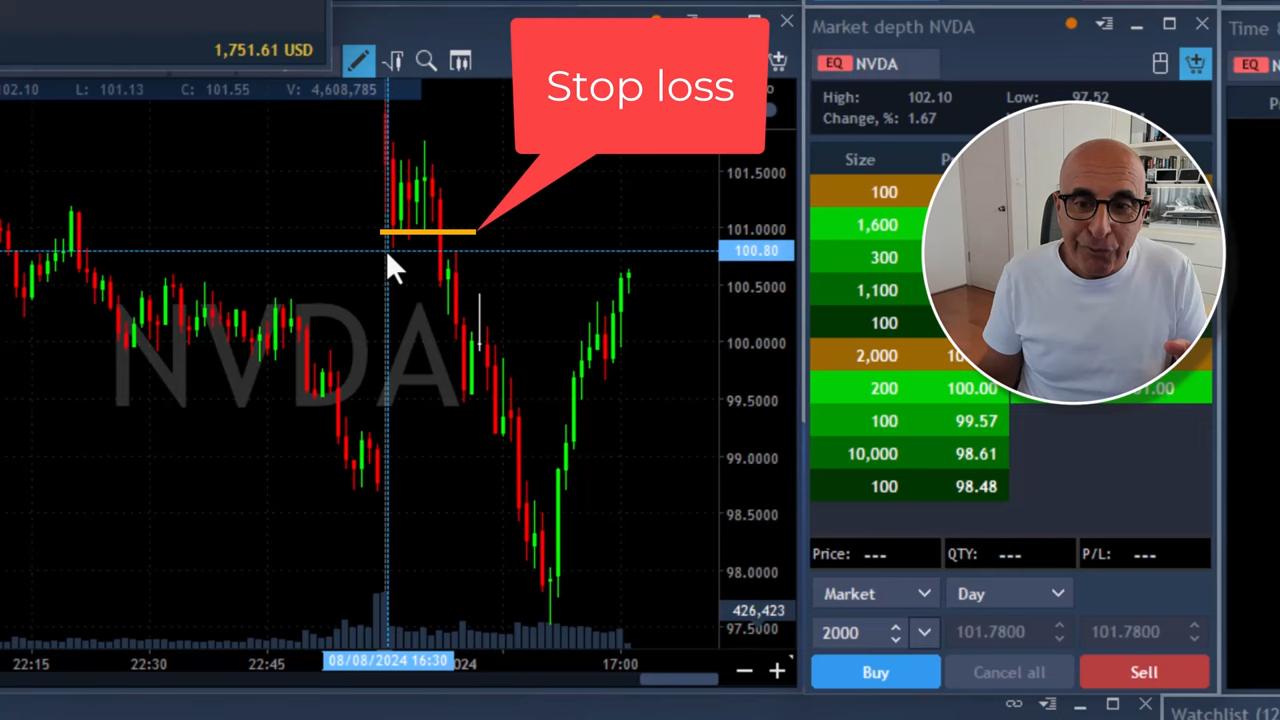 1,751.61 USD
102.10 L: 101.13 C: 101.55 V: 4,608,785
Stop loss
101.5000
101.0000
100.80
100.5000
100.0000
99.5000
99.0000
98.5000
98.0000
426,423
97.5000
NVDA
22:15 22:30 22:45 08/08/2024 16:30 024 17:00
Market depth NVDA
EQ NVDA
High: 102.10 Low: 97.52
Change, %: 1.67
Size
100
1,600
300
1,100
100
2,000
200 100.00
100 99.57
10,000 98.61
100 98.48
Price: --- QTY: --- P/L: ---
Market Day
2000 101.7800 101.7800
Buy Cancel all Sell
Time
EQ
Watchlist (12